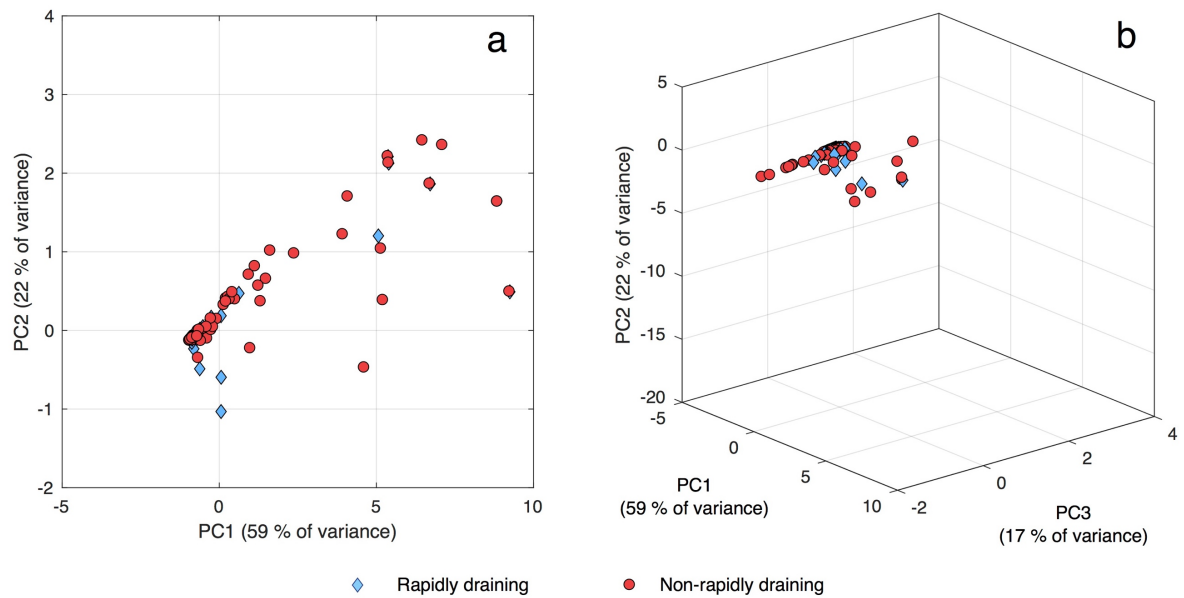 a
4
3
2
1
0
-1
-2
-5
0
5
10
PC2 (22 % of variance)
PC1 (59 % of variance)
b
5
0
-5
-10
-15
-20
PC2 (22 % of variance)
-5
0
5
10
PC1
(59 % of variance)
-2
0
2
4
PC3
(17 % of variance)
Rapidly draining
Non-rapidly draining